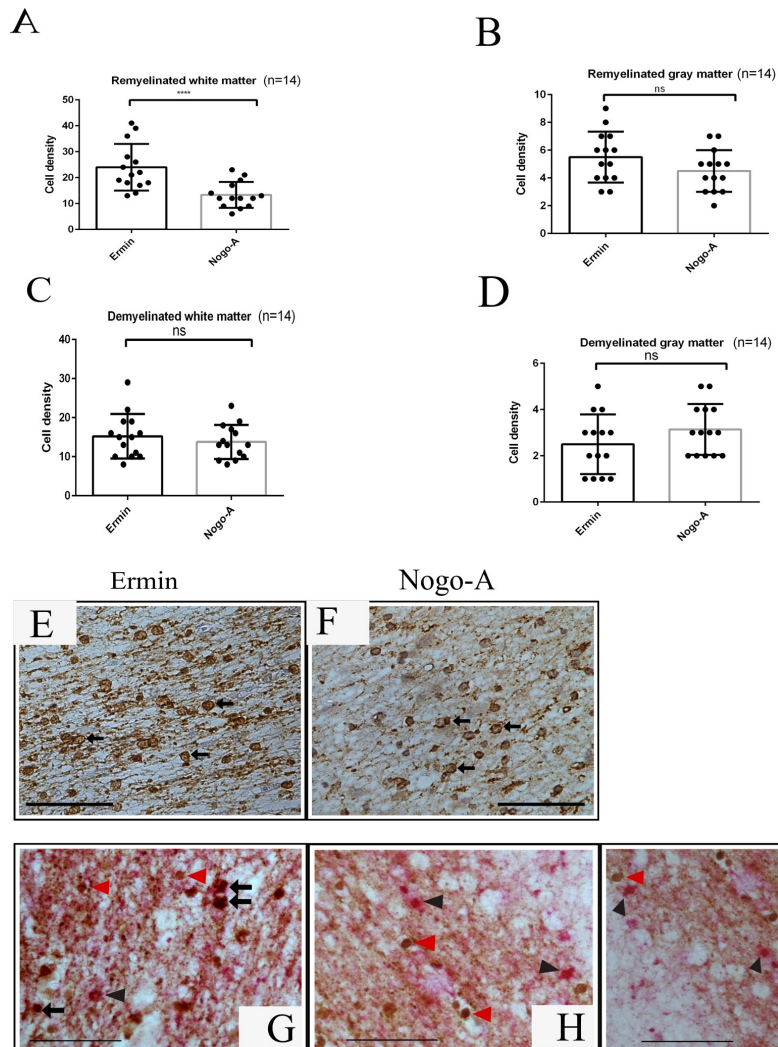 A
Remyelinated white matter (n=14)
****
50
40
30
20
10
0
Cell density
Ermin
Nogo-A
B
Remyelinated gray matter (n=14)
ns
10
8
6
4
2
0
Cell density
Ermin
Nogo-A
C
Demyelinated white matter (n=14)
ns
40
30
20
10
0
Cell density
Ermin
Nogo-A
D
Demyelinated gray matter (n=14)
ns
6
4
2
0
Cell density
Ermin
Nogo-A
Ermin
Nogo-A
E
F
G
H